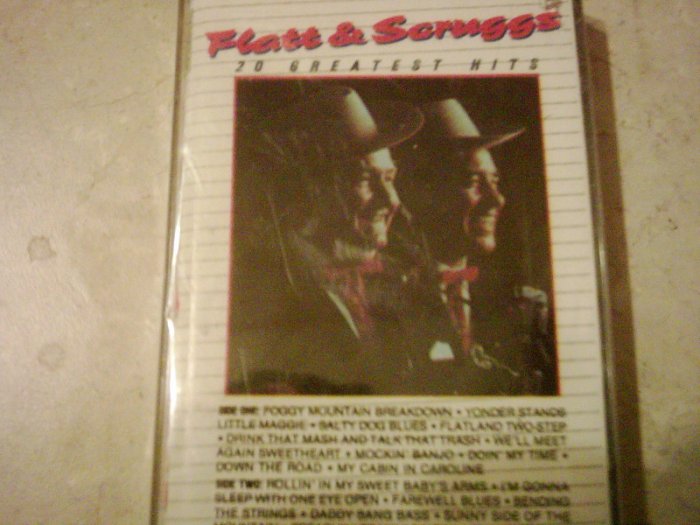 Flatt & Scruggs
20 GREATEST HITS
SIDE ONE: FOGGY MOUNTAIN BREAKDOWN • YONDER STANDS
LITTLE MAGGIE • SALTY DOG BLUES • FLATLAND TWO-STEP
• DRINK THAT MASH AND TALK THAT TRASH • WE'LL MEET
AGAIN SWEETHEART • MOCKIN' BANJO • DOIN' MY TIME •
DOWN THE ROAD • MY CABIN IN CAROLINE
SIDE TWO: ROLLIN' IN MY SWEET BABY'S ARMS • I'M GONNA
SLEEP WITH ONE EYE OPEN • FAREWELL BLUES • BENDING
THE STRINGS • DADDY BANG BASS • SUNNY SIDE OF THE